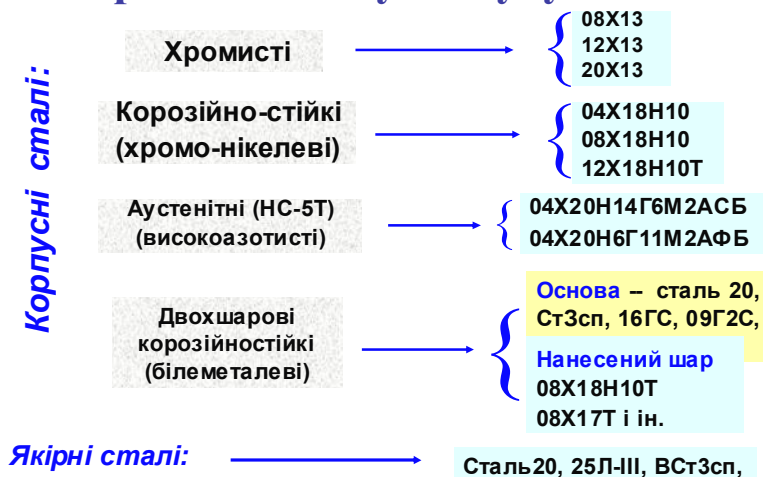 Корпусні сталі:
Хромисті
08Х13
12Х13
20Х13
Корозійно-стійкі
(хромо-нікелеві)
04Х18Н10
08Х18Н10
12Х18Н10Т
Аустенітні (НС-5Т)
(високоазотисті)
04Х20Н14Г6М2АСБ
04Х20Н6Г11М2АФБ
Двохшарові
корозійностійкі
(білеметалеві)
Основа – сталь 20,
Ст3сп, 16ГС, 09Г2С,
Нанесений шар
08Х18Н10Т
08Х17Т і ін.
Якірні сталі:
Сталь20, 25Л-ІІІ, ВСт3сп,